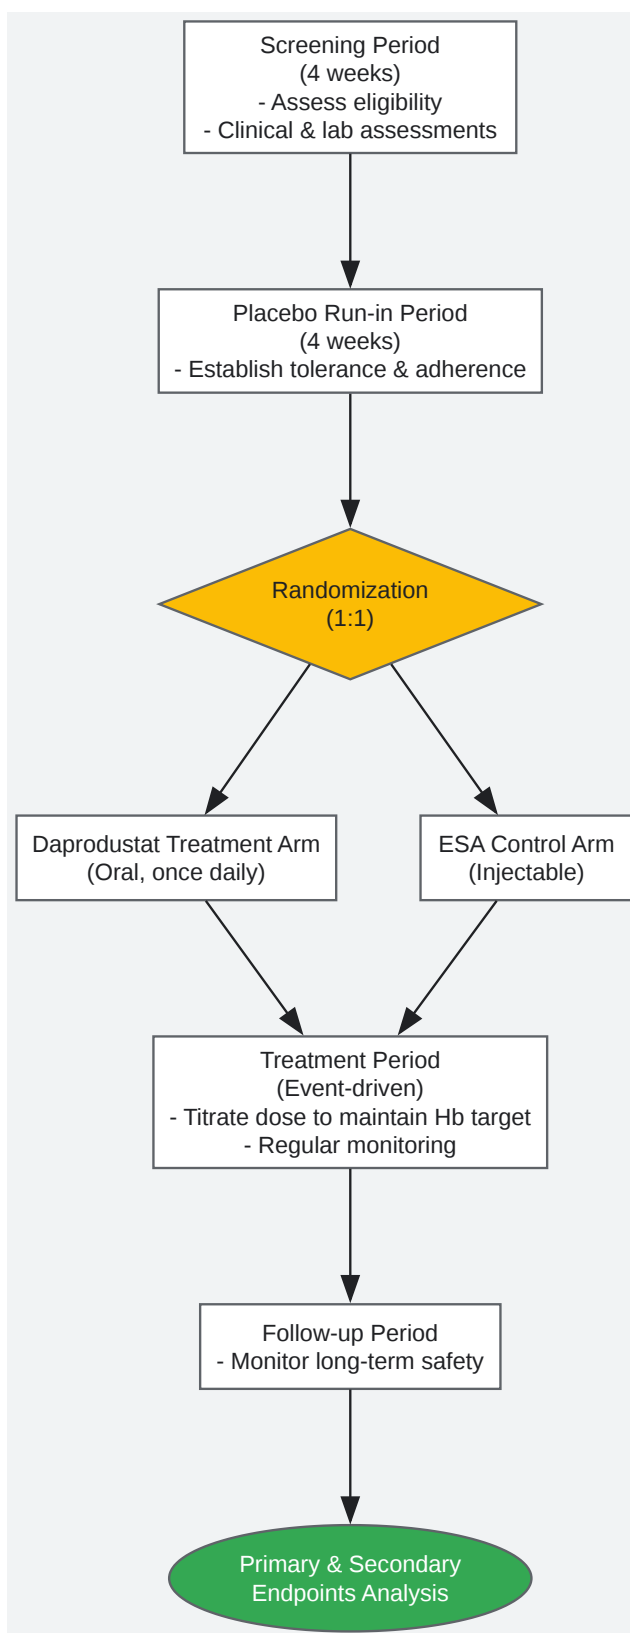 Screening Period
(4 weeks)
- Assess eligibility
- Clinical & lab assessments
Placebo Run-in Period
(4 weeks)
- Establish tolerance & adherence
Randomization
(1:1)
Daprodustat Treatment Arm
(Oral, once daily)
ESA Control Arm
(Injectable)
Treatment Period
(Event-driven)
- Titrate dose to maintain Hb target
- Regular monitoring
Follow-up Period
- Monitor long-term safety
Primary & Secondary
Endpoints Analysis